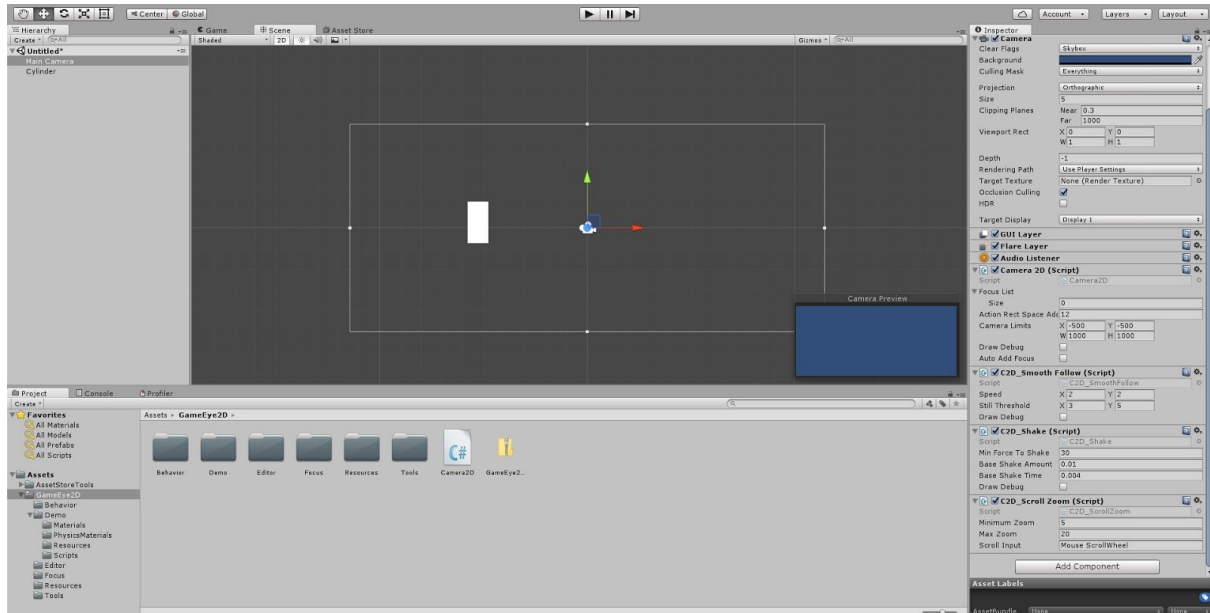 Center Global
Account Layers Layout
Hierarchy
Create
Untitled*
Main Camera
Cylinder
Game Scene Asset Store
Shaded 2D Gizmos
Camera Preview
Inspector
Camera
Clear Flags Skybox
Background
Culling Mask Everything
Projection Orthographic
Size 5
Clipping Planes Near 0.3
Far 1000
Viewport Rect X 0 Y 0
W 1 H 1
Depth -1
Rendering Path Use Player Settings
Target Texture None (Render Texture)
Occlusion Culling
HDR
Target Display Display 1
GUI Layer
Flare Layer
Audio Listener
Camera 2D (Script)
Script Camera2D
Focus List
Size 0
Action Rect Space Ad 12
Camera Limits X -500 Y -500
W 1000 H 1000
Draw Debug
Auto Add Focus
C2D_Smooth Follow (Script)
Script C2D_SmoothFollow
Speed X 2 Y 2
Still Threshold X 3 Y 5
Draw Debug
C2D_Shake (Script)
Script C2D_Shake
Min Force To Shake 30
Base Shake Amount 0.01
Base Shake Time 0.004
Draw Debug
C2D_Scroll Zoom (Script)
Script C2D_ScrollZoom
Minimum Zoom 5
Max Zoom 20
Scroll Input Mouse ScrollWheel
Add Component
Asset Labels
AssetBundle None None
Project Console Profiler
Create
Favorites
All Materials
All Models
All Prefabs
All Scripts
Assets
AssetStoreTools
GameEye2D
Behavior
Demo
Materials
PhysicsMaterials
Resources
Scripts
Editor
Focus
Resources
Tools
Assets GameEye2D
C#
Behavior Demo Editor Focus Resources Tools Camera2D GameEye2...